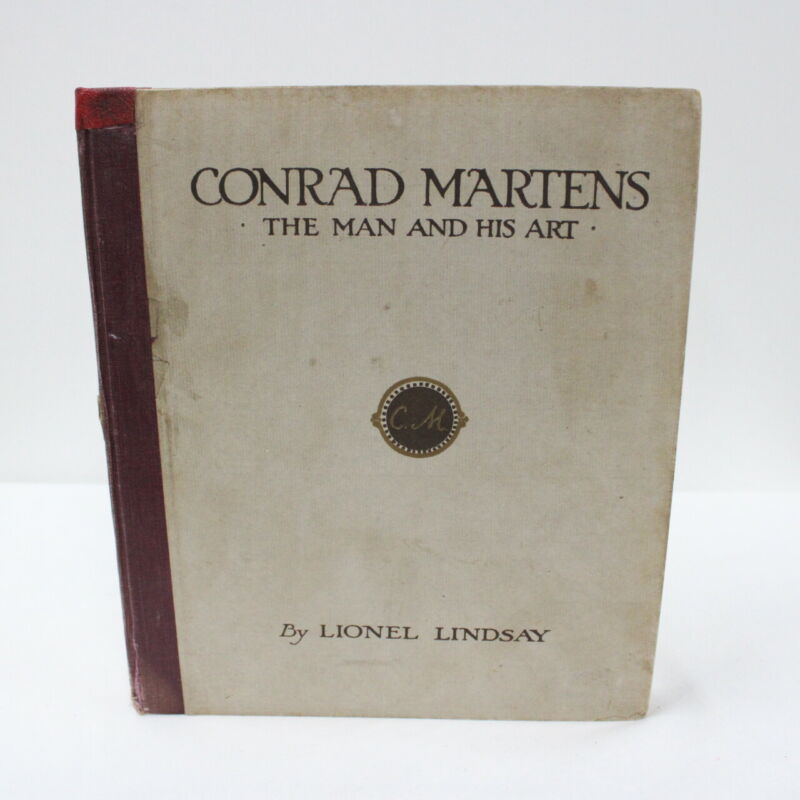 CONRAD MARTENS
· THE MAN AND HIS ART ·
C. M.
By LIONEL LINDSAY